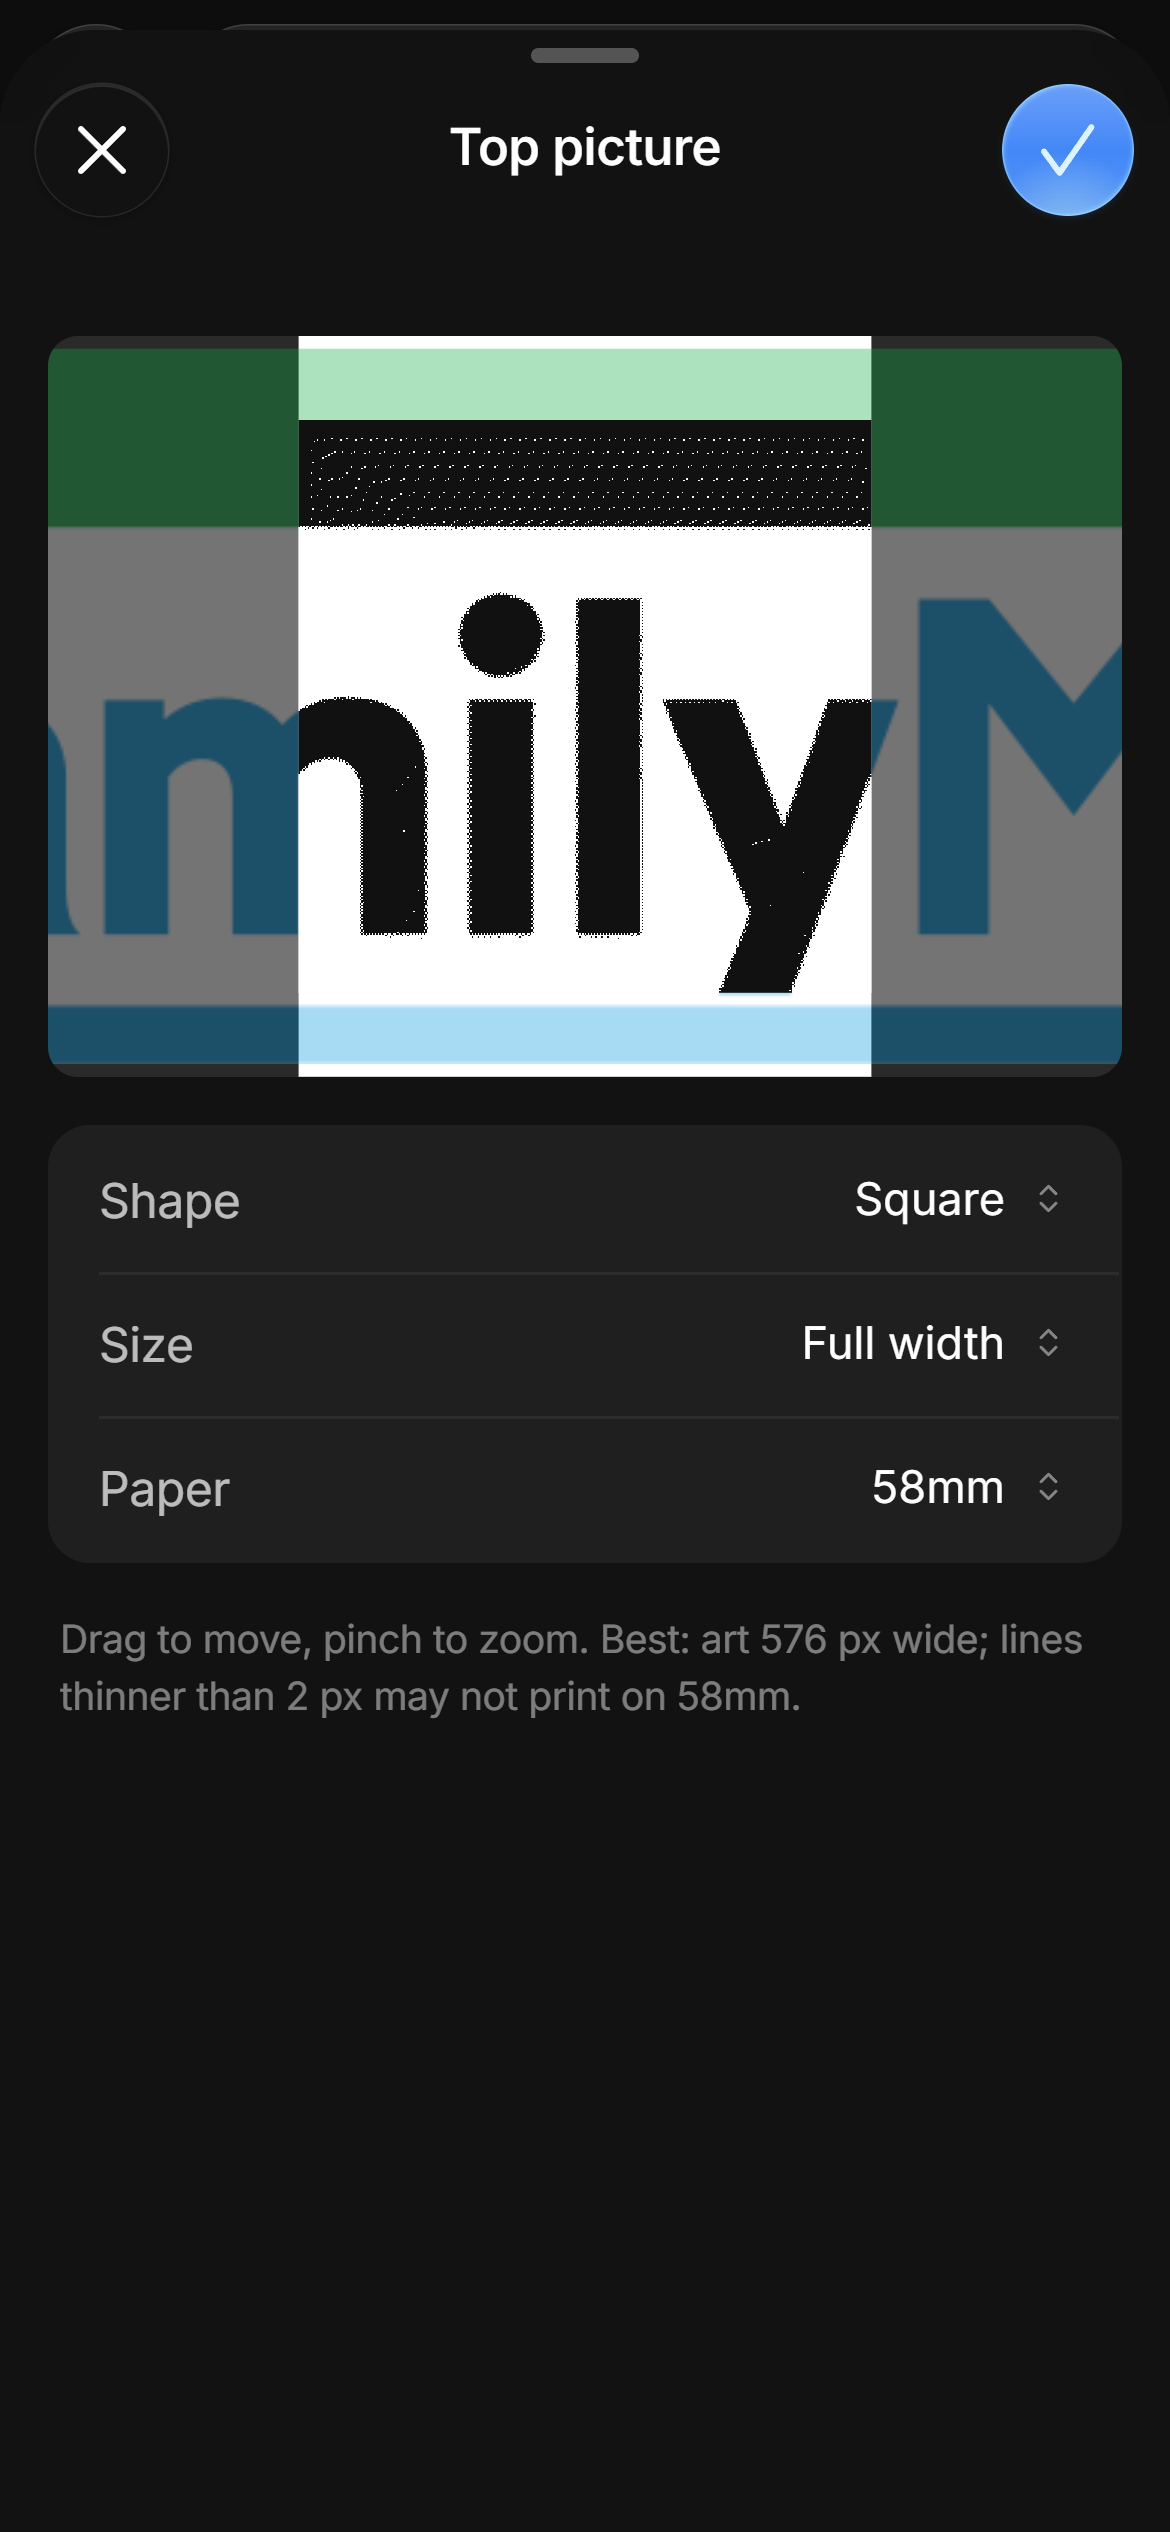 Top picture
amilyM
Shape Square
Size Full width
Paper 58mm
Drag to move, pinch to zoom. Best: art 576 px wide; lines
thinner than 2 px may not print on 58mm.